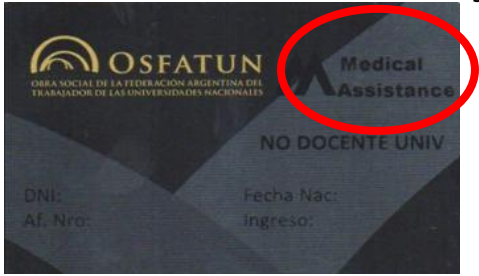 OSFATUN
OBRA SOCIAL DE LA FEDERACIÓN ARGENTINA DEL
TRABAJADOR DE LAS UNIVERSIDADES NACIONALES
Medical
Assistance
NO DOCENTE UNIV
DNI:
Fecha Nac:
Af. Nro:
Ingreso: